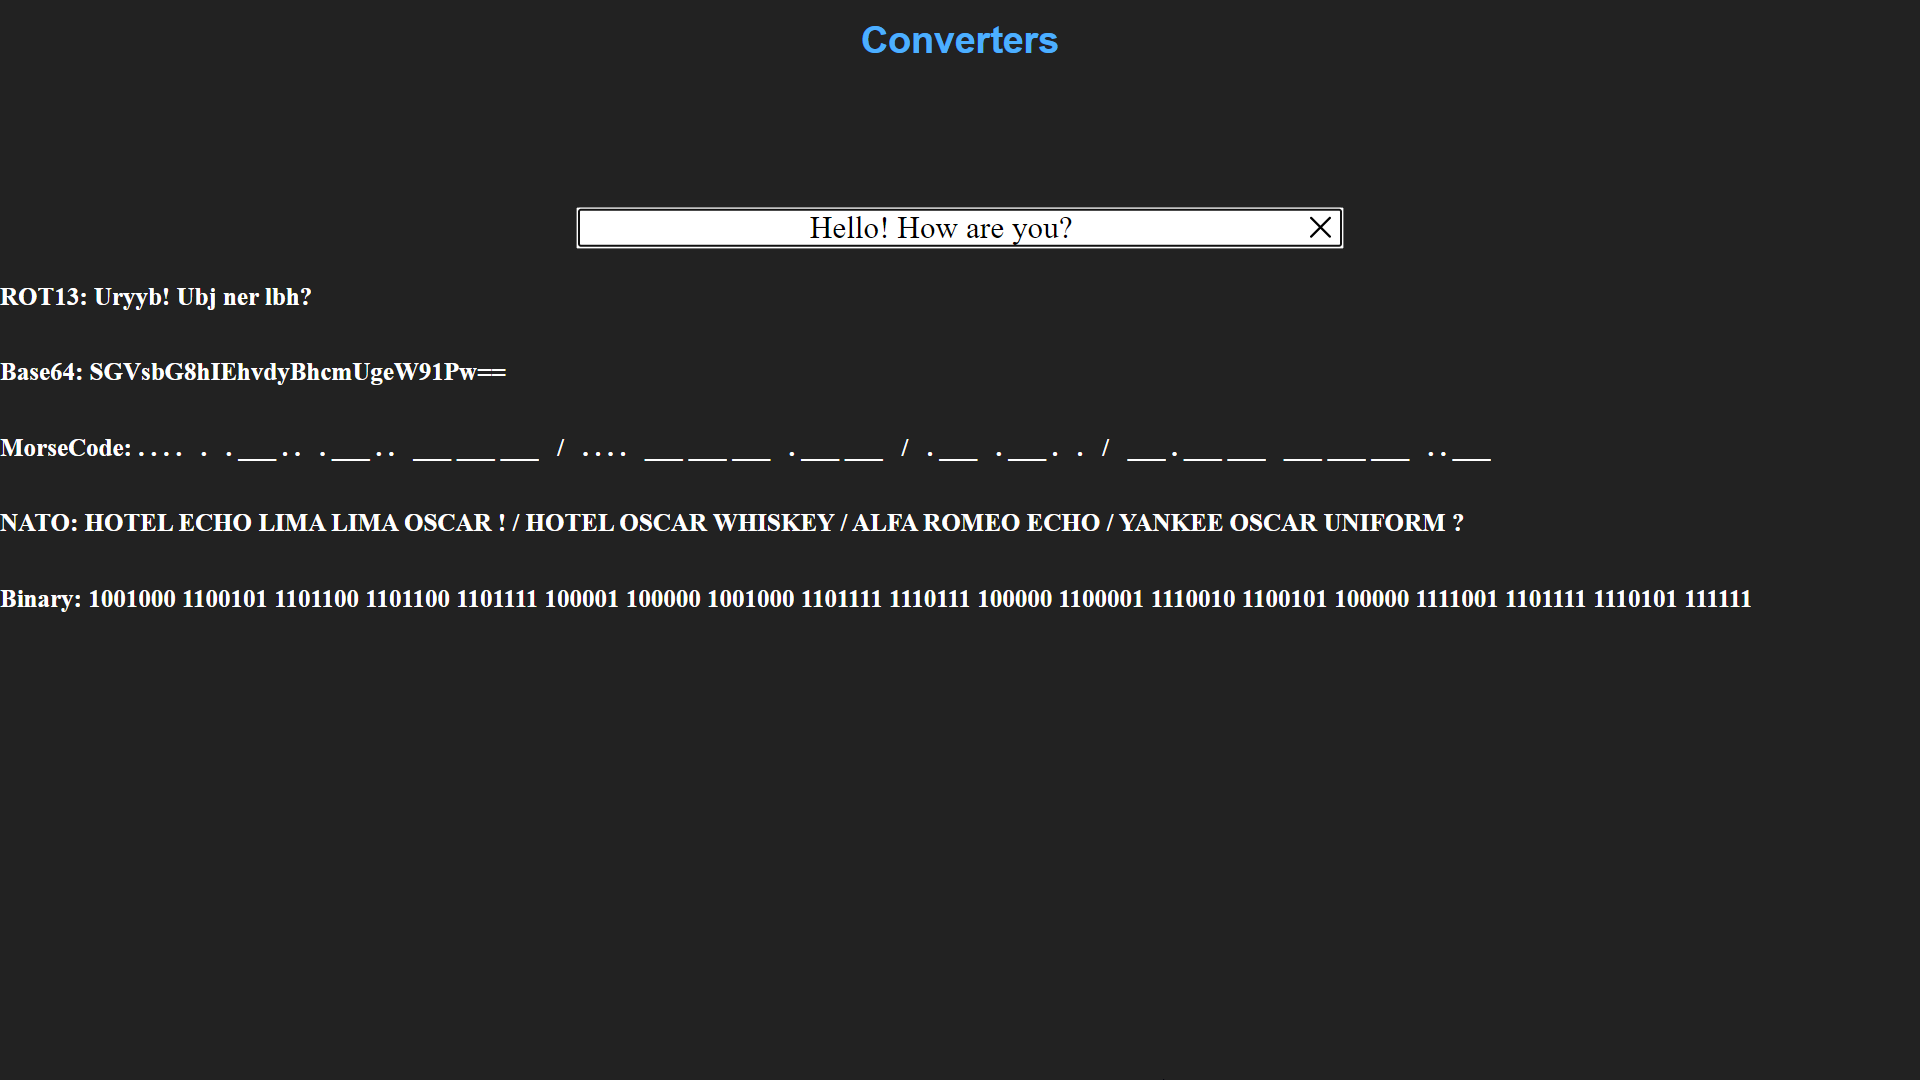 Converters
Hello! How are you?
ROT13: Uryyb! Ubj ner lbh?
Base64: SGVsbG8hIEhvdyBhcmUgeW91Pw==
MorseCode: . . . . . . ___ . . . ___ . . ___ ___ ___ / . . . . ___ ___ ___ . ___ ___ / . ___ . ___ . . / ___ . ___ ___ ___ ___ ___ . . ___
NATO: HOTEL ECHO LIMA LIMA OSCAR ! / HOTEL OSCAR WHISKEY / ALFA ROMEO ECHO / YANKEE OSCAR UNIFORM ?
Binary: 1001000 1100101 1101100 1101100 1101111 100001 100000 1001000 1101111 1110111 100000 1100001 1110010 1100101 100000 1111001 1101111 1110101 111111